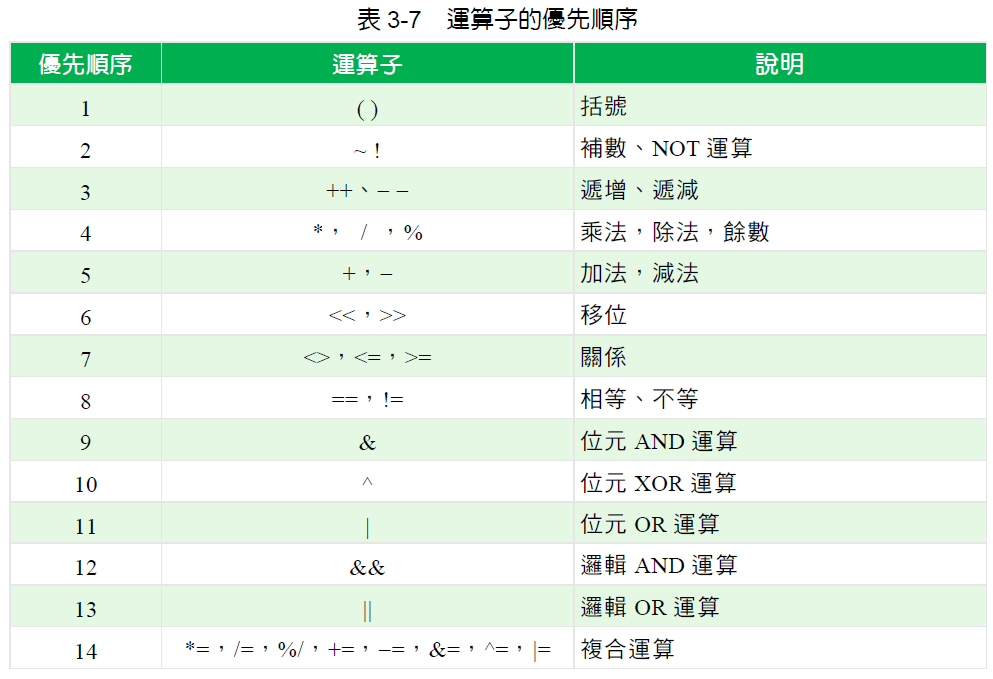 表 3-7 運算子的優先順序
優先順序 運算子 說明
1 ( ) 括號
2 ~ ! 補數、NOT 運算
3 ++、− − 遞增、遞減
4 *， / ，% 乘法，除法，餘數
5 +，− 加法，減法
6 <<，>> 移位
7 <>，<=，>= 關係
8 ==，!= 相等、不等
9 & 位元 AND 運算
10 ^ 位元 XOR 運算
11 | 位元 OR 運算
12 && 邏輯 AND 運算
13 || 邏輯 OR 運算
14 *=，/=，%/，+=，−=，&=，^=，|= 複合運算